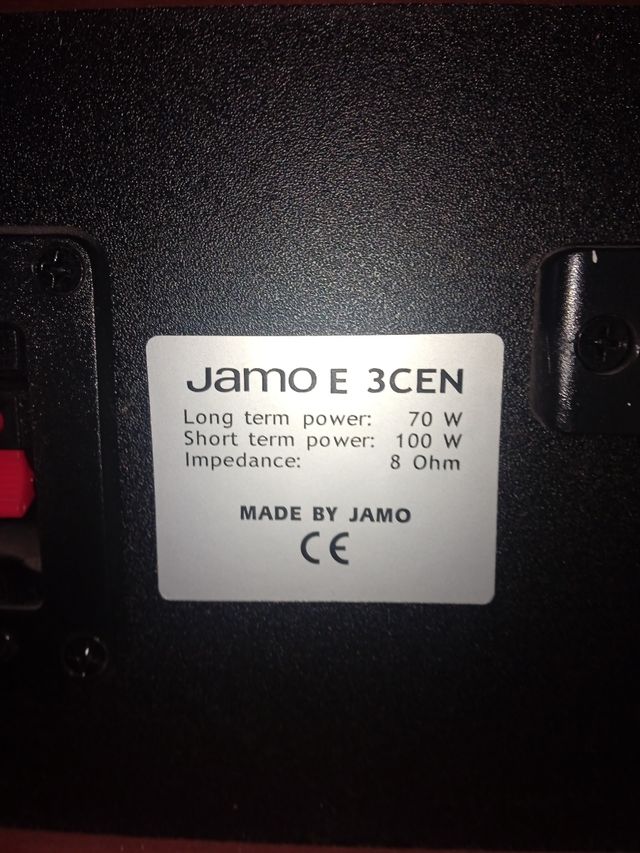 Jamo E 3CEN
Long term power: 70 W
Short term power: 100 W
Impedance: 8 Ohm
MADE BY JAMO
CE